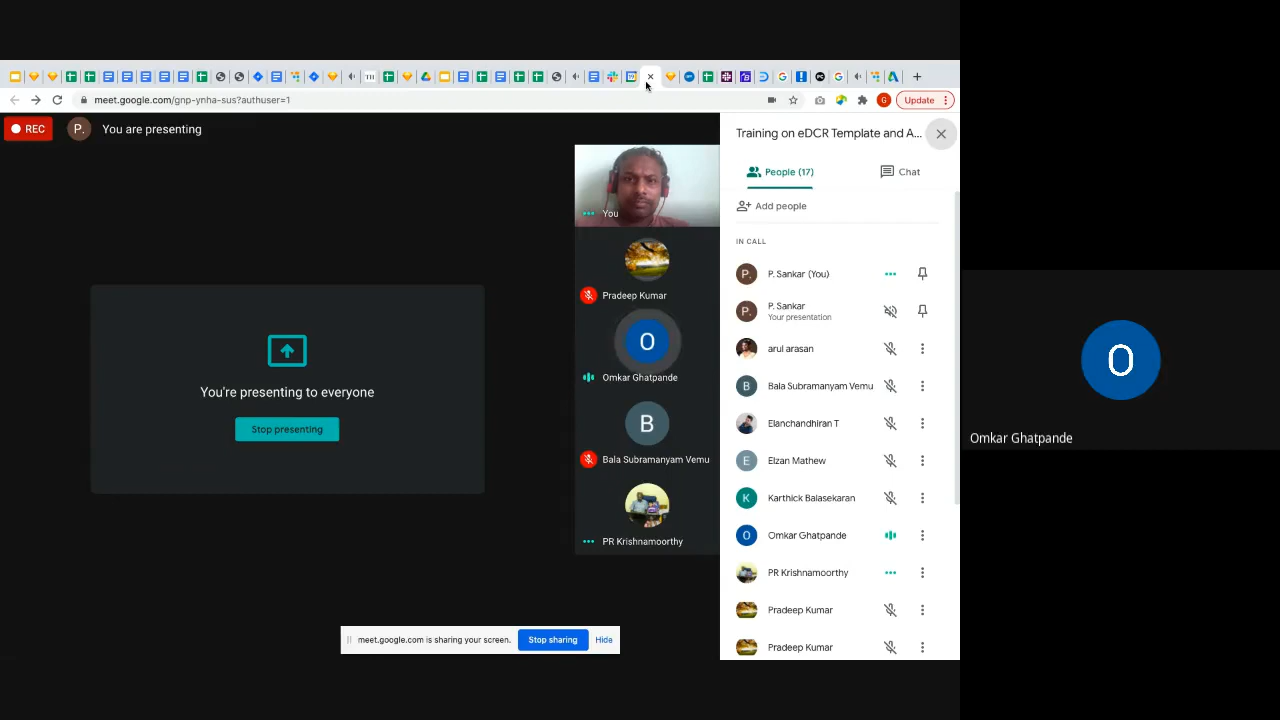 TH
meet.google.com/gnp-ynha-sus?authuser=1
G
Update
REC
P.
You are presenting
Training on eDCR Template and A...
People (17)
Chat
Add people
IN CALL
You
Pradeep Kumar
O
Omkar Ghatpande
B
Bala Subramanyam Vemu
PR Krishnamoorthy
You're presenting to everyone
Stop presenting
P.
P. Sankar (You)
P.
P. Sankar
Your presentation
arul arasan
B
Bala Subramanyam Vemu
Elanchandhiran T
E
Elzan Mathew
K
Karthick Balasekaran
O
Omkar Ghatpande
PR Krishnamoorthy
Pradeep Kumar
Pradeep Kumar
meet.google.com is sharing your screen.
Stop sharing
Hide
O
Omkar Ghatpande